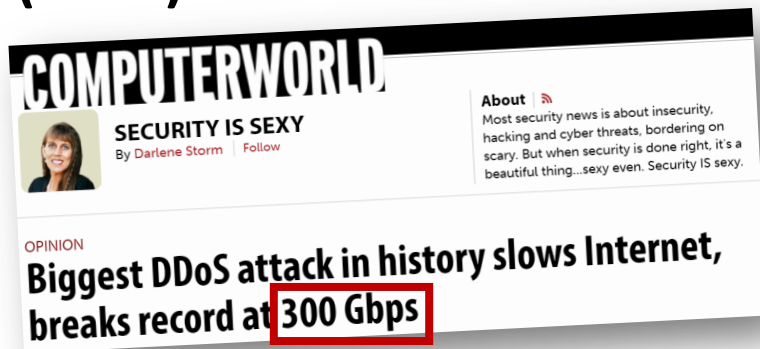 COMPUTERWORLD
SECURITY IS SEXY
By Darlene Storm | Follow
About
Most security news is about insecurity,
hacking and cyber threats, bordering on
scary. But when security is done right, it's a
beautiful thing...sexy even. Security IS sexy.
OPINION
Biggest DDoS attack in history slows Internet,
breaks record at 300 Gbps